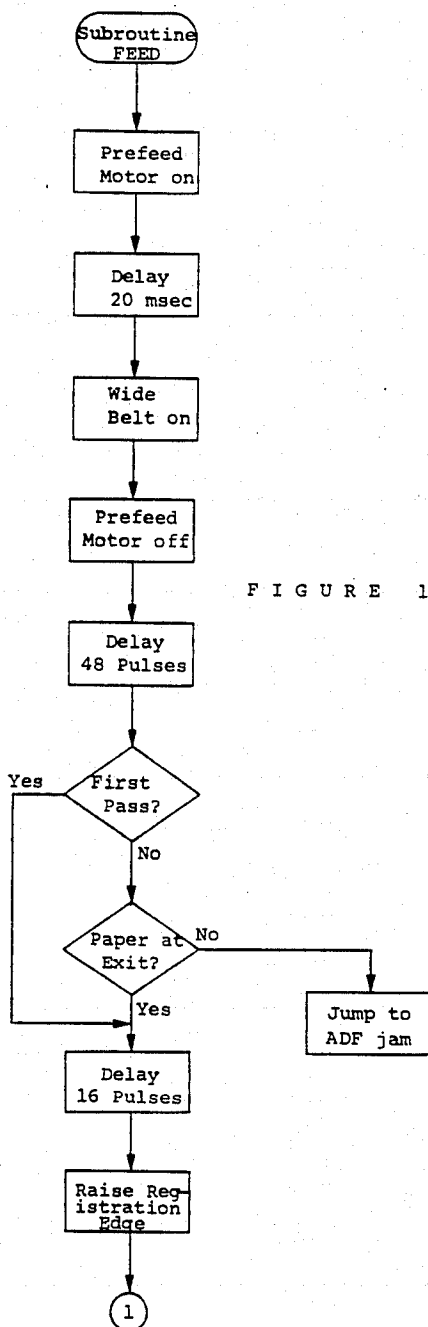 Subroutine
FEED
Prefeed
Motor on
Delay
20 msec
Wide
Belt on
Prefeed
Motor off
FIGURE 1
Delay
48 Pulses
Yes
First
Pass?
No
Paper at
Exit?
No
Yes
Jump to
ADF jam
Delay
16 Pulses
Raise Reg-
istration
Edge
1